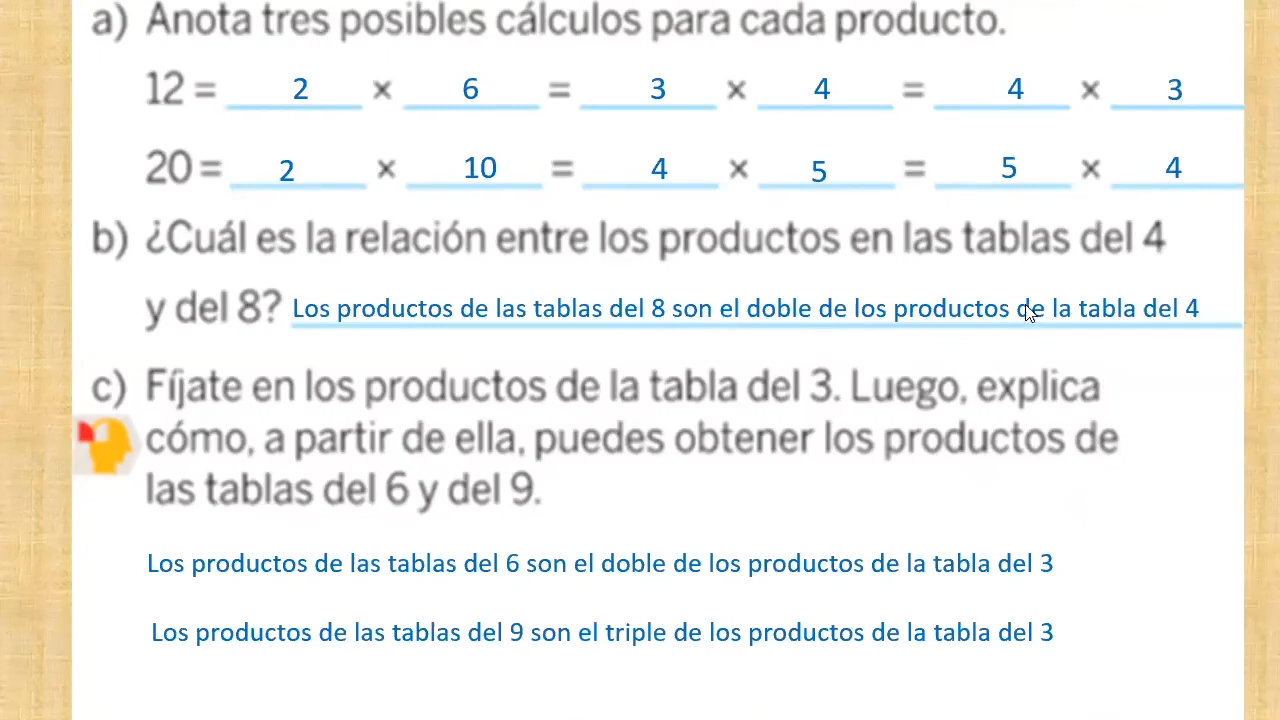 a) Anota tres posibles cálculos para cada producto.
12 = 2 × 6 = 3 × 4 = 4 × 3
20 = 2 × 10 = 4 × 5 = 5 × 4
b) ¿Cuál es la relación entre los productos en las tablas del 4
y del 8? Los productos de las tablas del 8 son el doble de los productos de la tabla del 4
c) Fíjate en los productos de la tabla del 3. Luego, explica
cómo, a partir de ella, puedes obtener los productos de
las tablas del 6 y del 9.
Los productos de las tablas del 6 son el doble de los productos de la tabla del 3
Los productos de las tablas del 9 son el triple de los productos de la tabla del 3